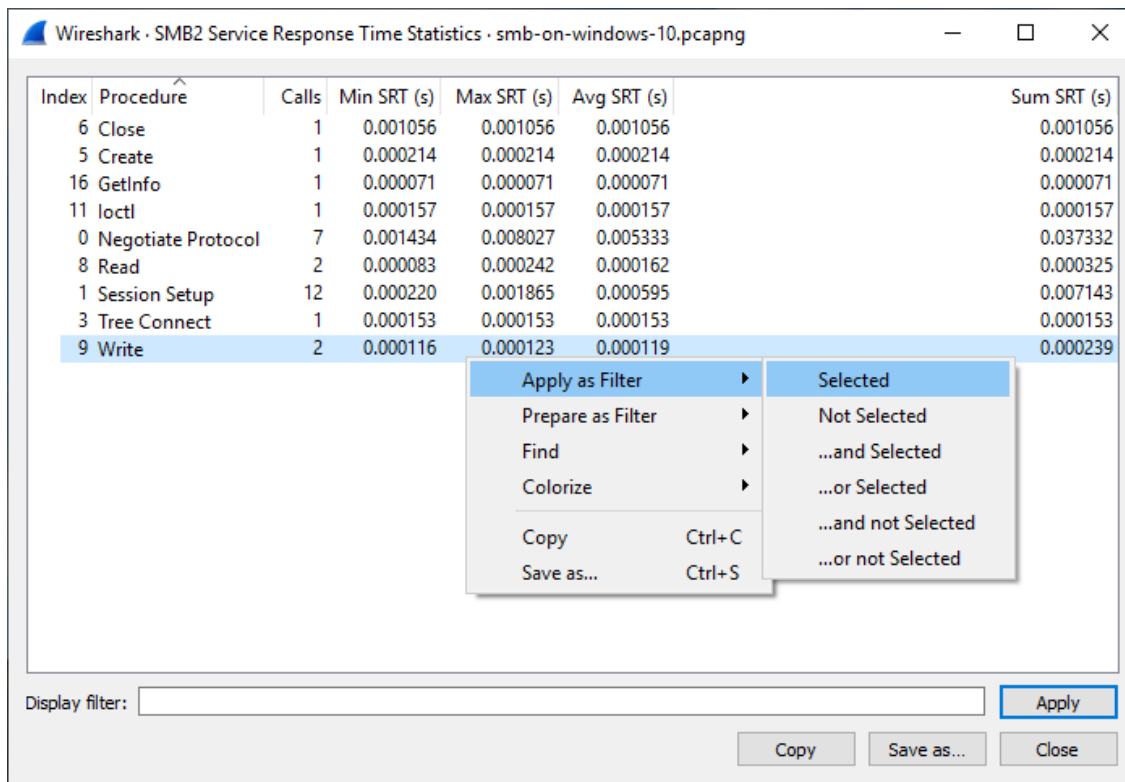 Wireshark · SMB2 Service Response Time Statistics · smb-on-windows-10.pcapng
Index Procedure Calls Min SRT (s) Max SRT (s) Avg SRT (s) Sum SRT (s)
6 Close 1 0.001056 0.001056 0.001056 0.001056
5 Create 1 0.000214 0.000214 0.000214 0.000214
16 GetInfo 1 0.000071 0.000071 0.000071 0.000071
11 Ioctl 1 0.000157 0.000157 0.000157 0.000157
0 Negotiate Protocol 7 0.001434 0.008027 0.005333 0.037332
8 Read 2 0.000083 0.000242 0.000162 0.000325
1 Session Setup 12 0.000220 0.001865 0.000595 0.007143
3 Tree Connect 1 0.000153 0.000153 0.000153 0.000153
9 Write 2 0.000116 0.000123 0.000119 0.000239
Apply as Filter
Prepare as Filter
Find
Colorize
Copy Ctrl+C
Save as... Ctrl+S
Selected
Not Selected
...and Selected
...or Selected
...and not Selected
...or not Selected
Display filter: Apply
Copy Save as... Close